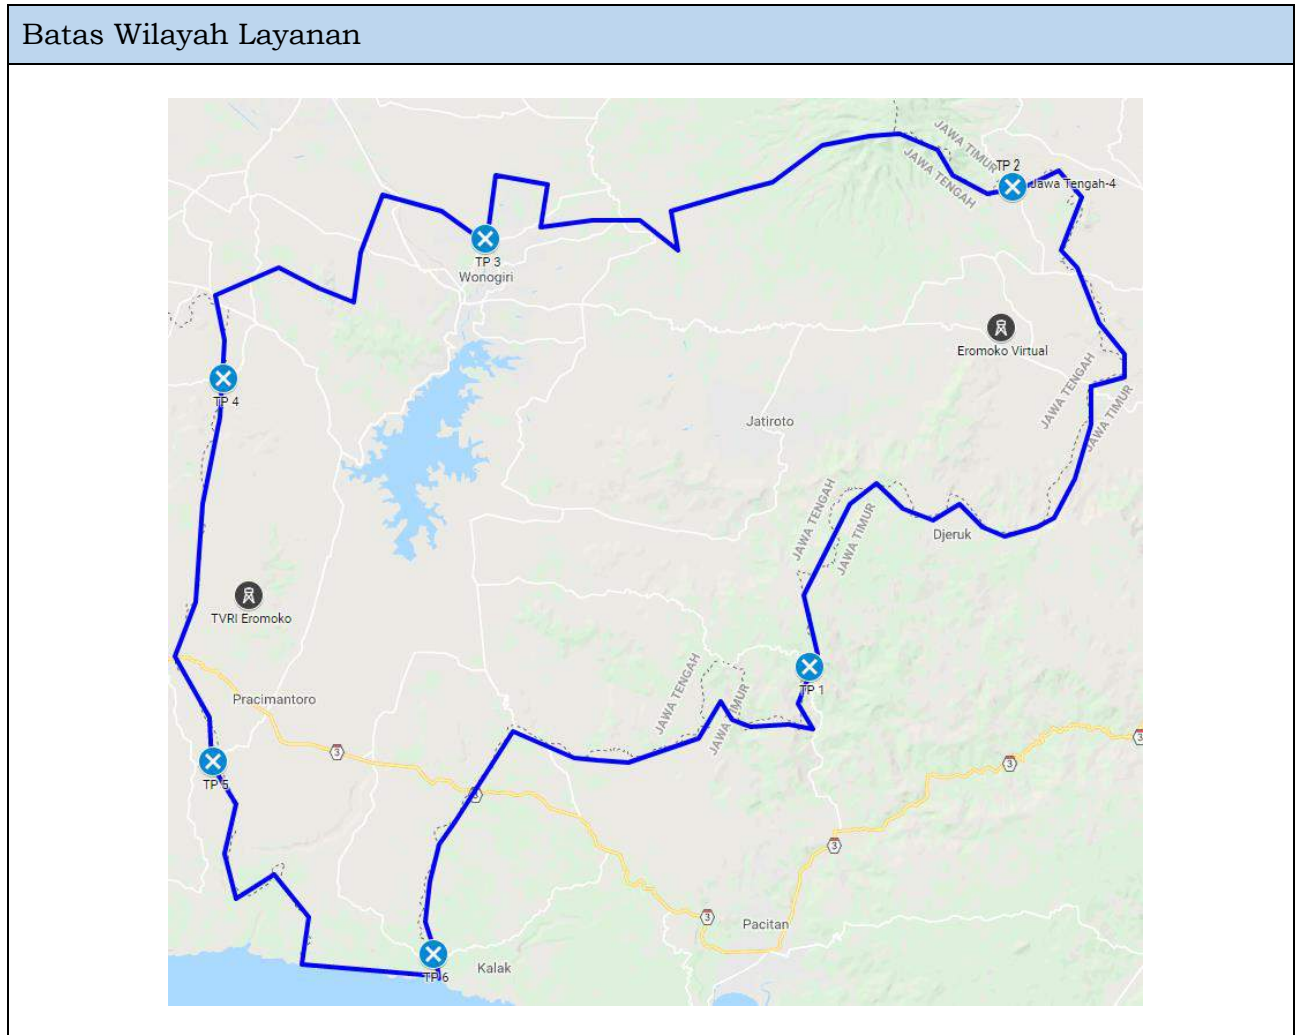 Batas Wilayah Layanan
JAWA TIMUR
JAWA TENGAH
TP 2
Jawa Tengah-4
TP 3
Wonogiri
Eromoko Virtual
JAWA TENGAH
JAWA TIMUR
TP 4
Jatiroto
JAWA TENGAH
JAWA TIMUR
Djeruk
TVRI Eromoko
JAWA TENGAH
JAWA TIMUR
TP 1
Pracimantoro
3
3
3
TP 5
3
3
3
Pacitan
Kalak
TP 6